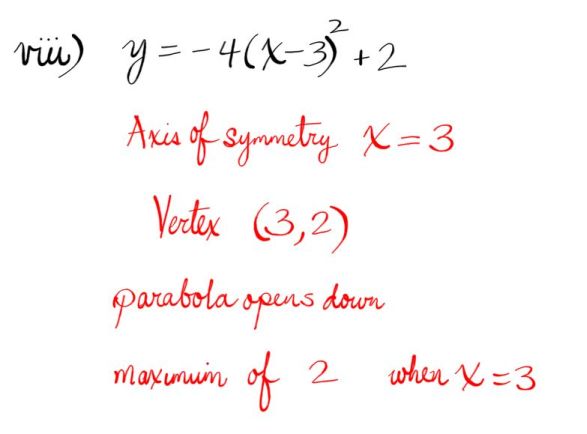 viii) y = -4(x-3)² + 2
Axis of symmetry x = 3
Vertex (3,2)
parabola opens down
maximum of 2 when x = 3